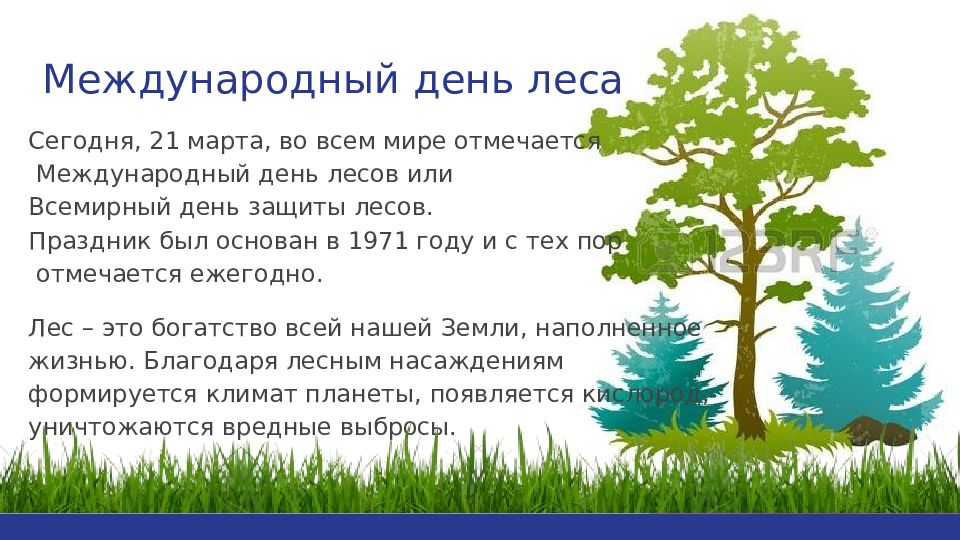 Международный день леса
Сегодня, 21 марта, во всем мире отмечается
Международный день лесов или
Всемирный день защиты лесов.
Праздник был основан в 1971 году и с тех пор
отмечается ежегодно.
Лес – это богатство всей нашей Земли, наполненное
жизнью. Благодаря лесным насаждениям
формируется климат планеты, появляется кислород,
уничтожаются вредные выбросы.
123RF